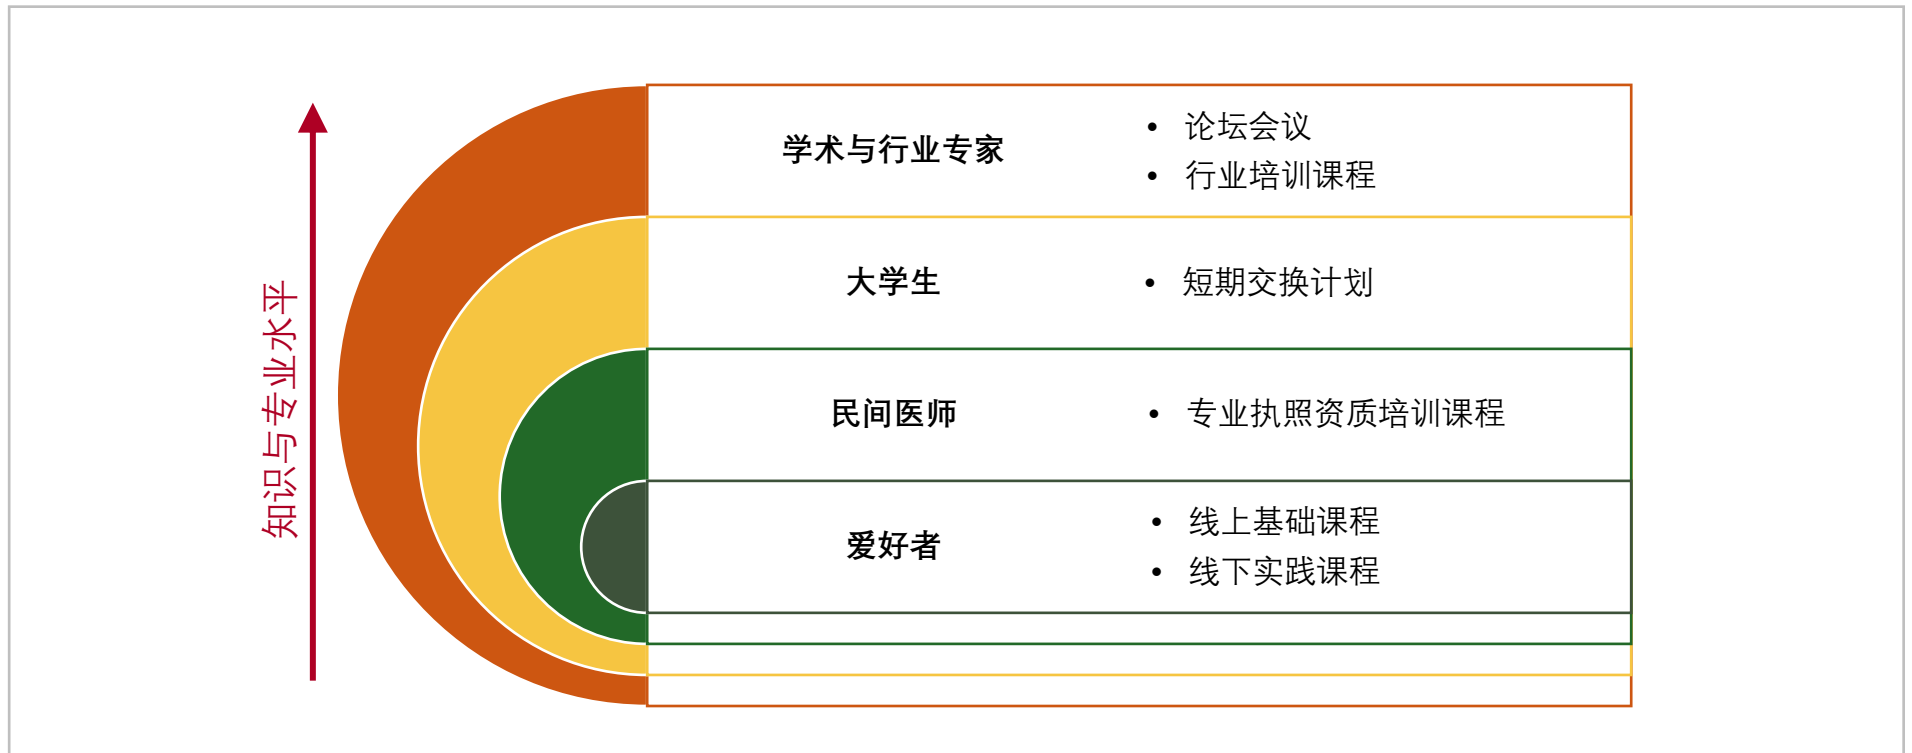 知识与专业水平
学术与行业专家
• 论坛会议
• 行业培训课程
大学生
• 短期交换计划
民间医师
• 专业执照资质培训课程
爱好者
• 线上基础课程
• 线下实践课程